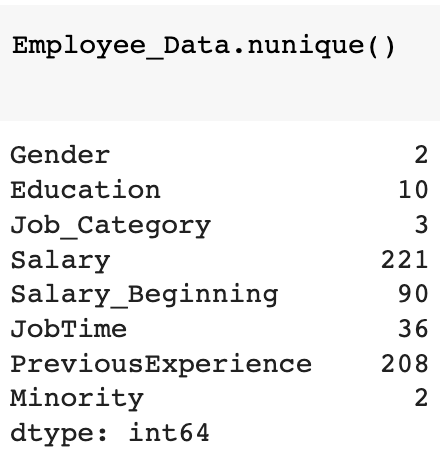 Employee_Data.nunique()
Gender 2
Education 10
Job_Category 3
Salary 221
Salary_Beginning 90
JobTime 36
PreviousExperience 208
Minority 2
dtype: int64